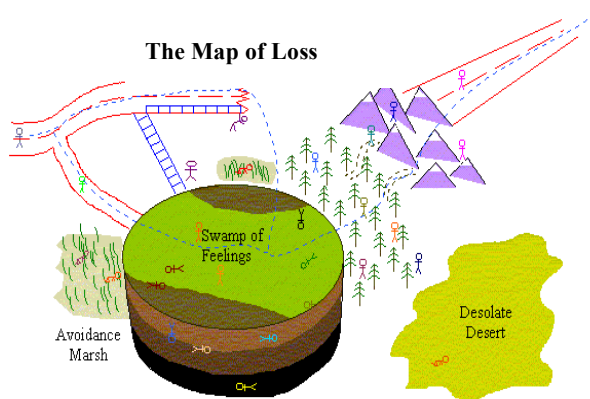 The Map of Loss
Swamp of
Feelings
Avoidance
Marsh
Desolate
Desert